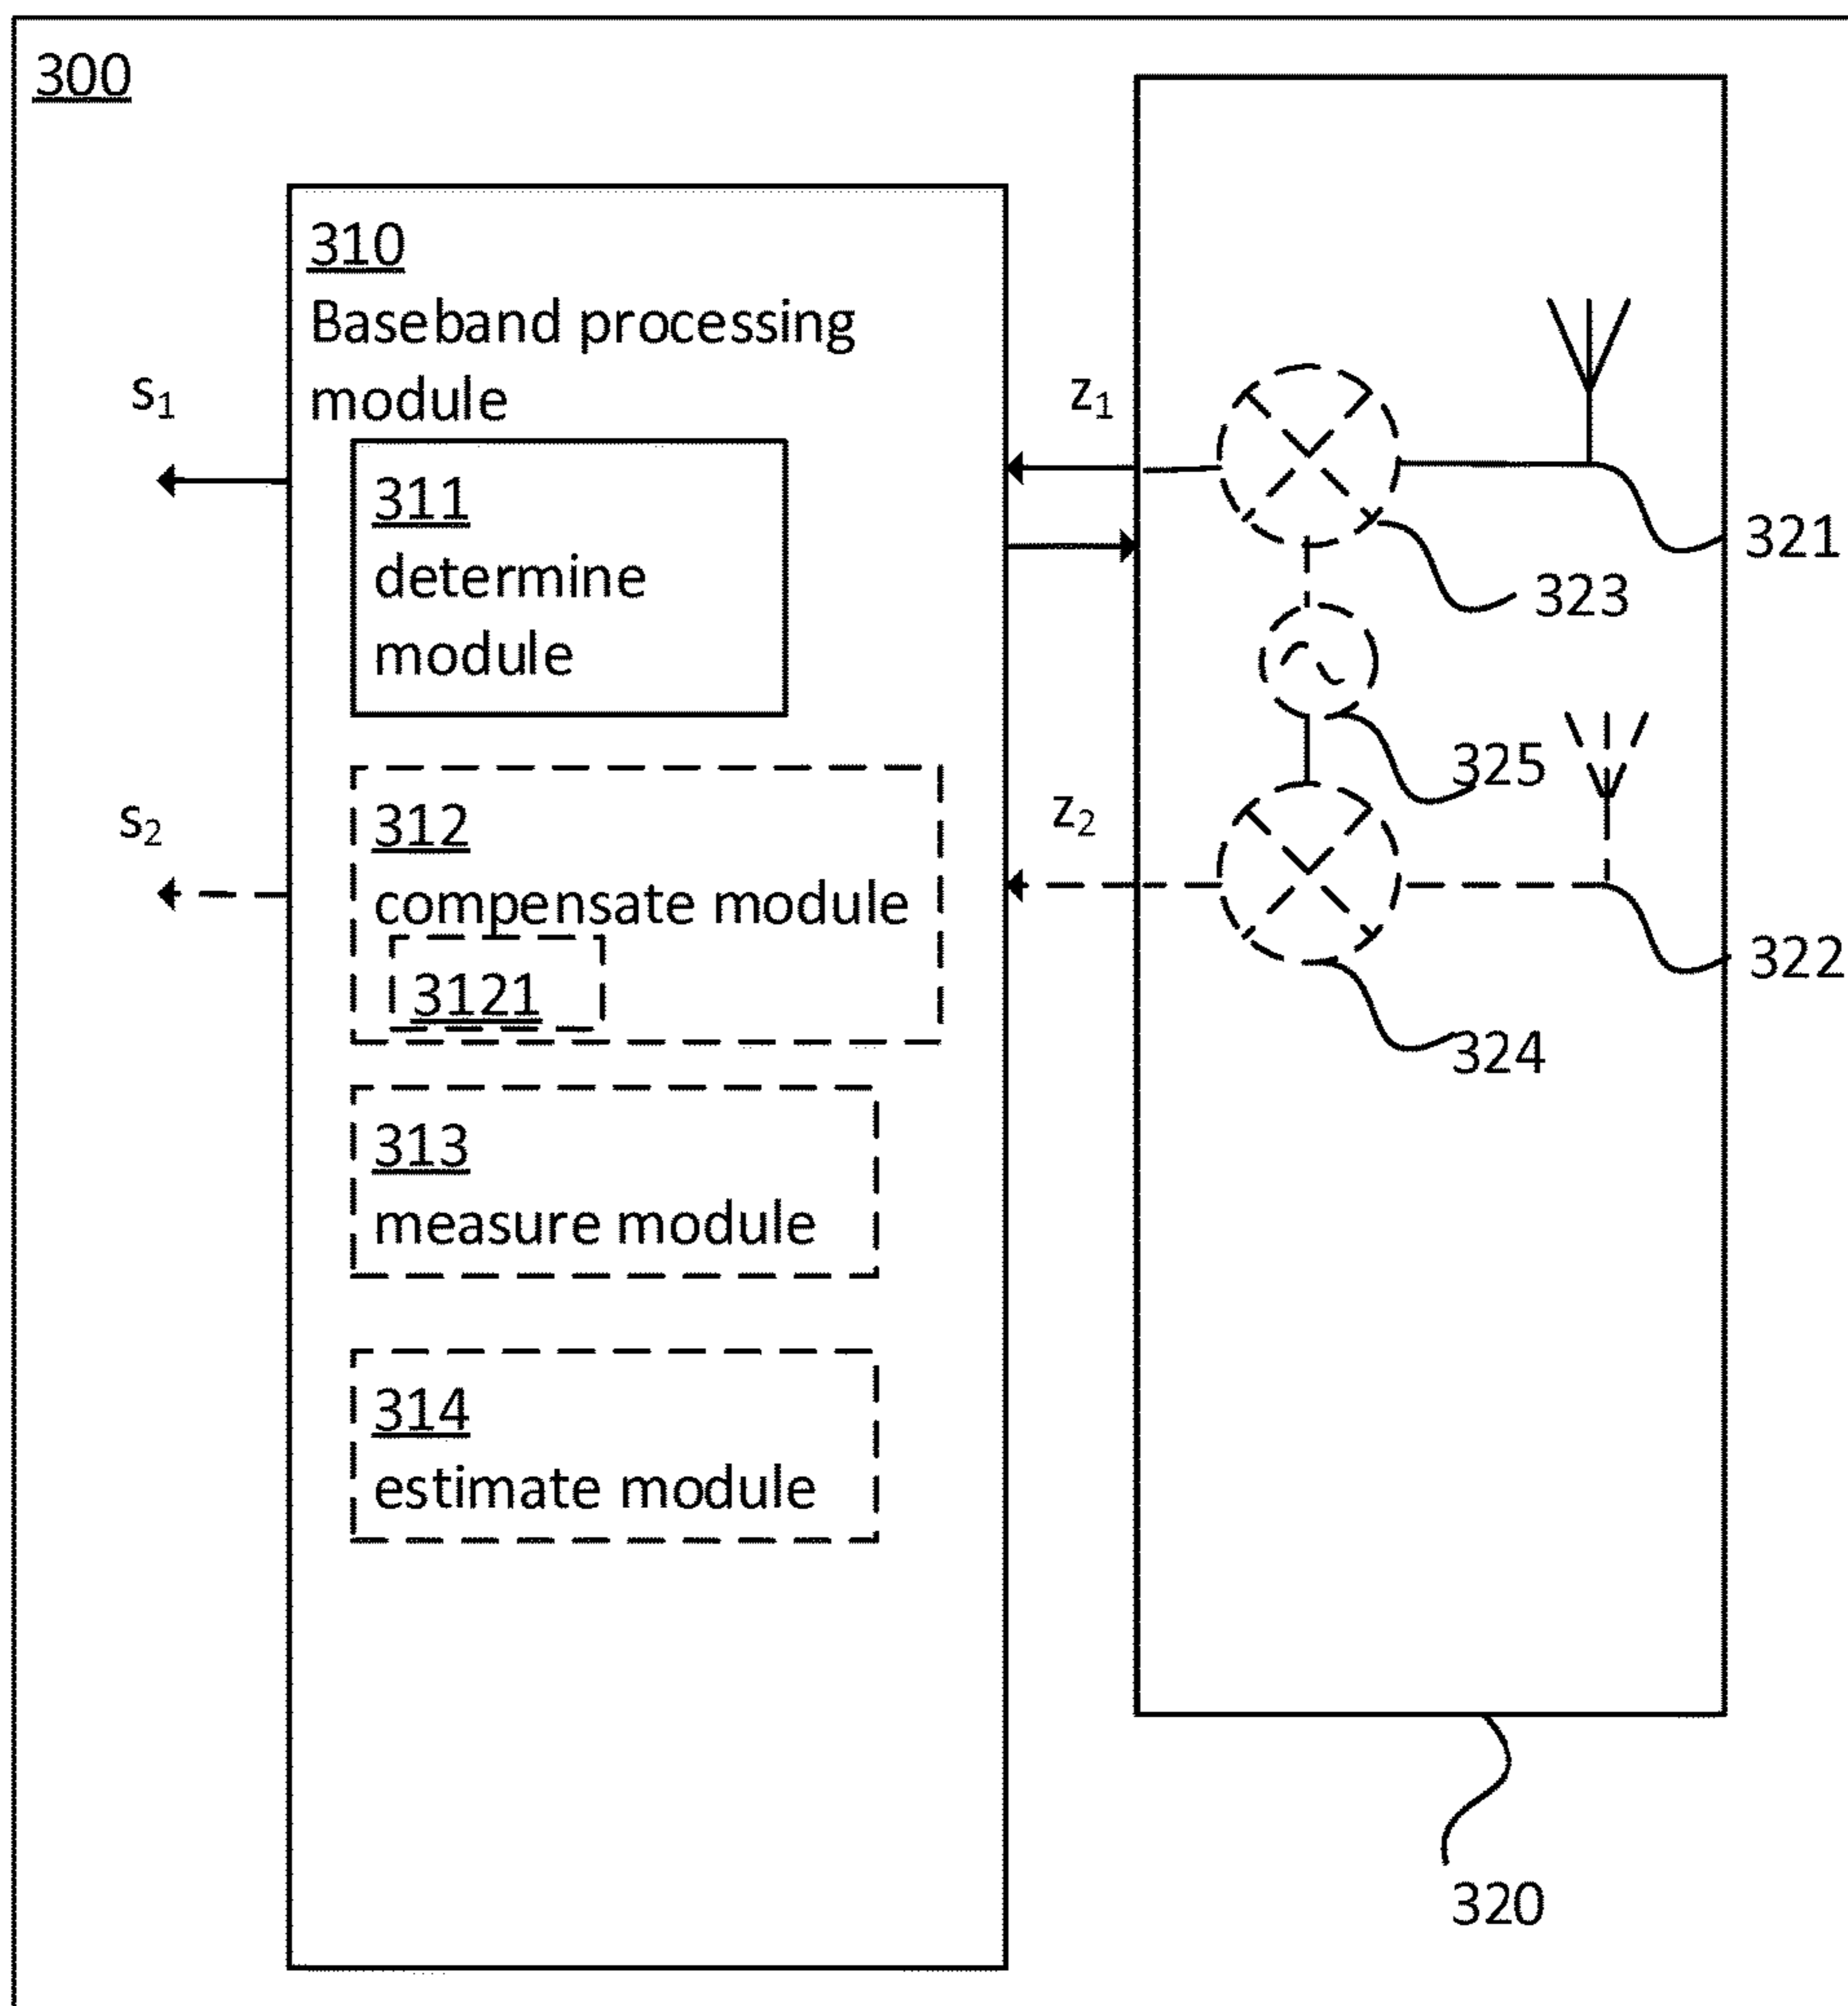 300
310
Baseband processing
module
s1
z1
311
determine
module
321
323
325
s2
z2
312
compensate module
3121
322
324
313
measure module
314
estimate module
320